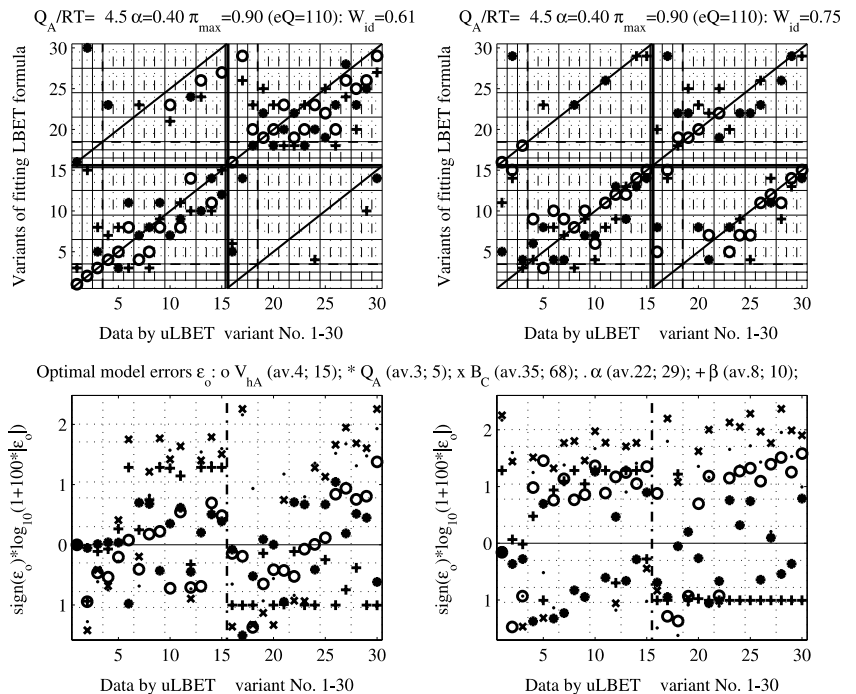 Q_A/RT= 4.5 α=0.40 π_max=0.90 (eQ=110): W_id=0.61
Q_A/RT= 4.5 α=0.40 π_max=0.90 (eQ=110): W_id=0.75
Variants of fitting LBET formula
30
25
20
15
10
5
5 10 15 20 25 30
Data by uLBET variant No. 1-30
Variants of fitting LBET formula
30
25
20
15
10
5
5 10 15 20 25 30
Data by uLBET variant No. 1-30
Optimal model errors ε_o: o V_hA (av.4; 15); * Q_A (av.3; 5); x B_C (av.35; 68); . α (av.22; 29); + β (av.8; 10);
sign(ε_o)*log_10(1+100*|ε_o|)
2
1
0
1
5 10 15 20 25 30
Data by uLBET variant No. 1-30
sign(ε_o)*log_10(1+100*|ε_o|)
2
1
0
1
5 10 15 20 25 30
Data by uLBET variant No. 1-30